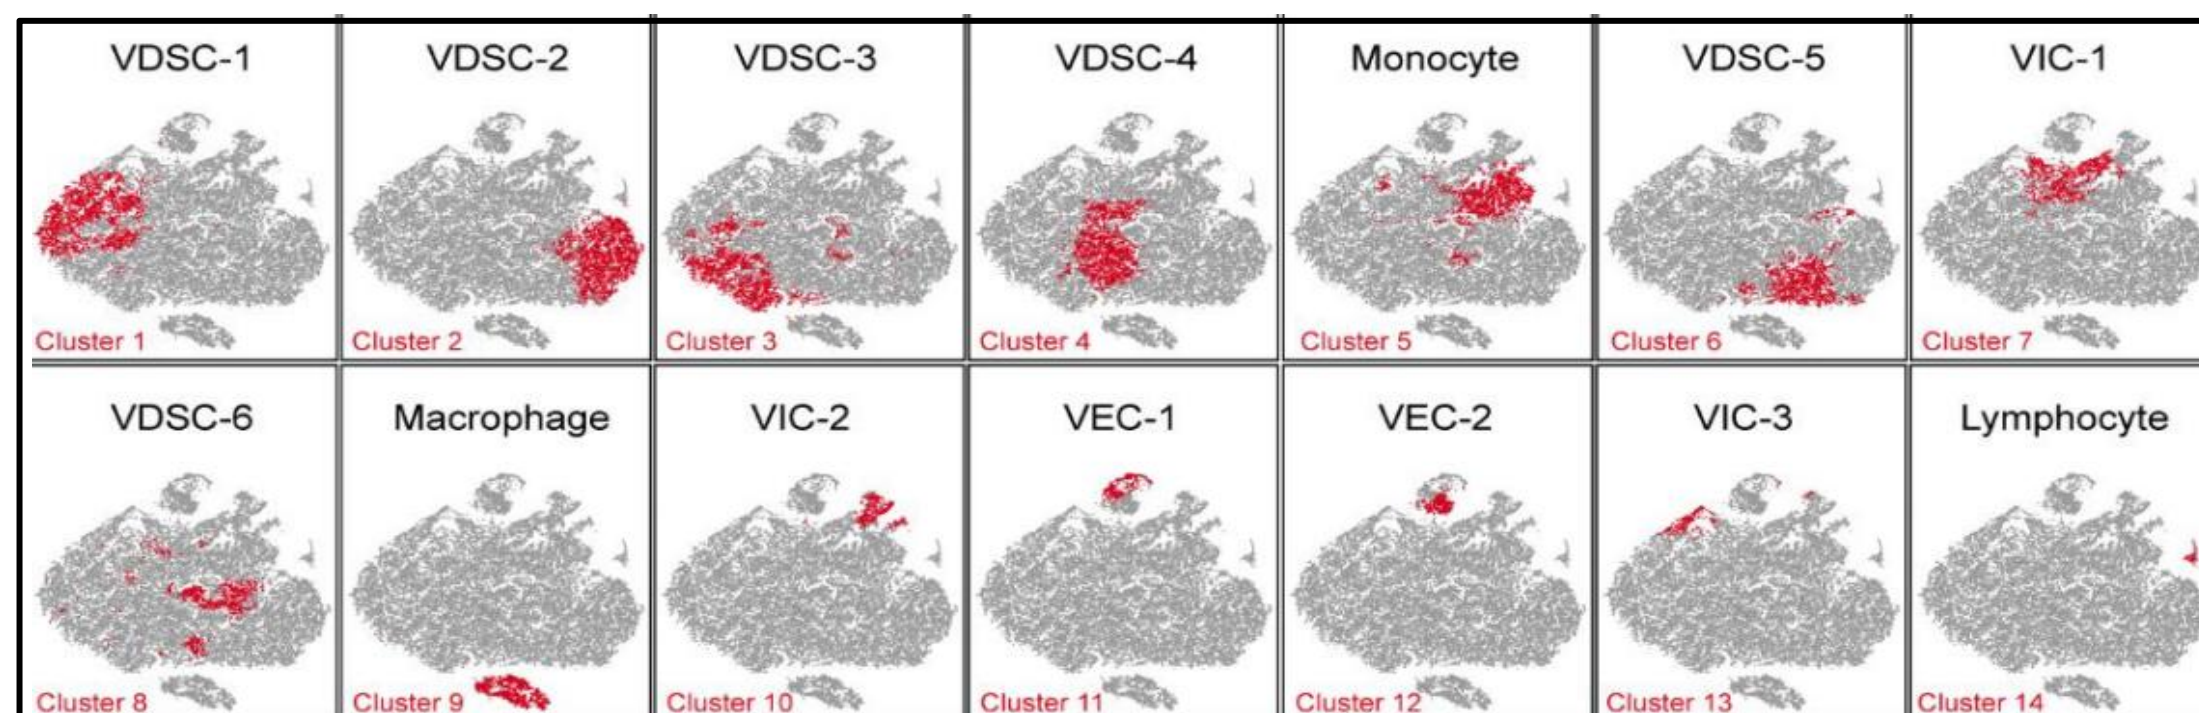 VDSC-1 VDSC-2 VDSC-3 VDSC-4 Monocyte VDSC-5 VIC-1
Cluster 1 Cluster 2 Cluster 3 Cluster 4 Cluster 5 Cluster 6 Cluster 7
VDSC-6 Macrophage VIC-2 VEC-1 VEC-2 VIC-3 Lymphocyte
Cluster 8 Cluster 9 Cluster 10 Cluster 11 Cluster 12 Cluster 13 Cluster 14